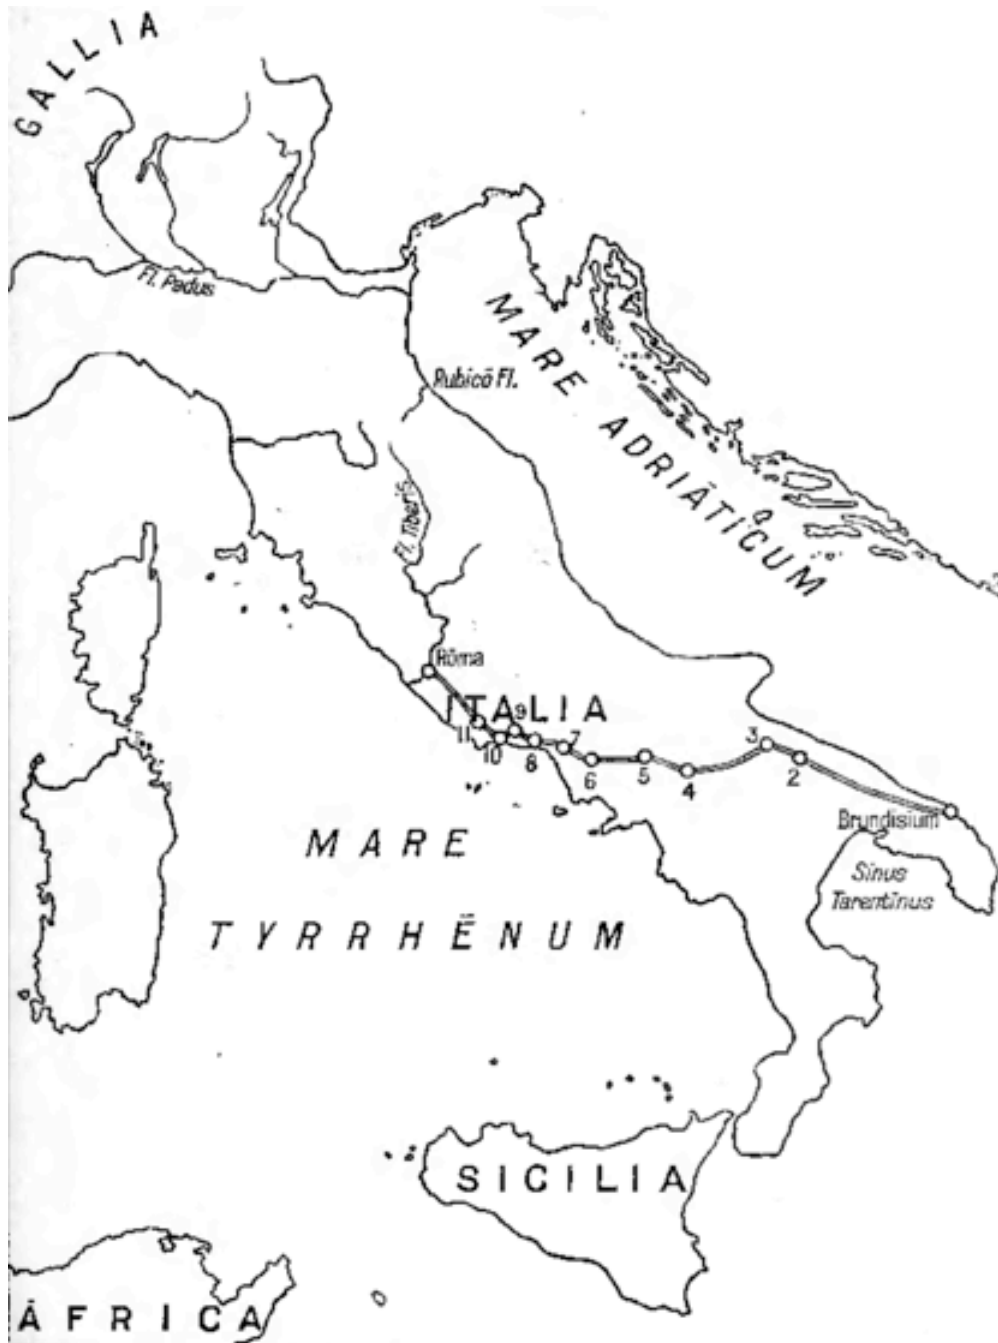 GALLIA
Fl. Padus
MARE ADRIĀTICUM
Rubicō Fl.
Fl. Tiberis
Rōma
ITALIA
9
11
10
8
7
6
5
4
3
2
Brundisium
MARE
TYRRHĒNUM
Sinus
Tarentīnus
SICILIA
ĀFRICA